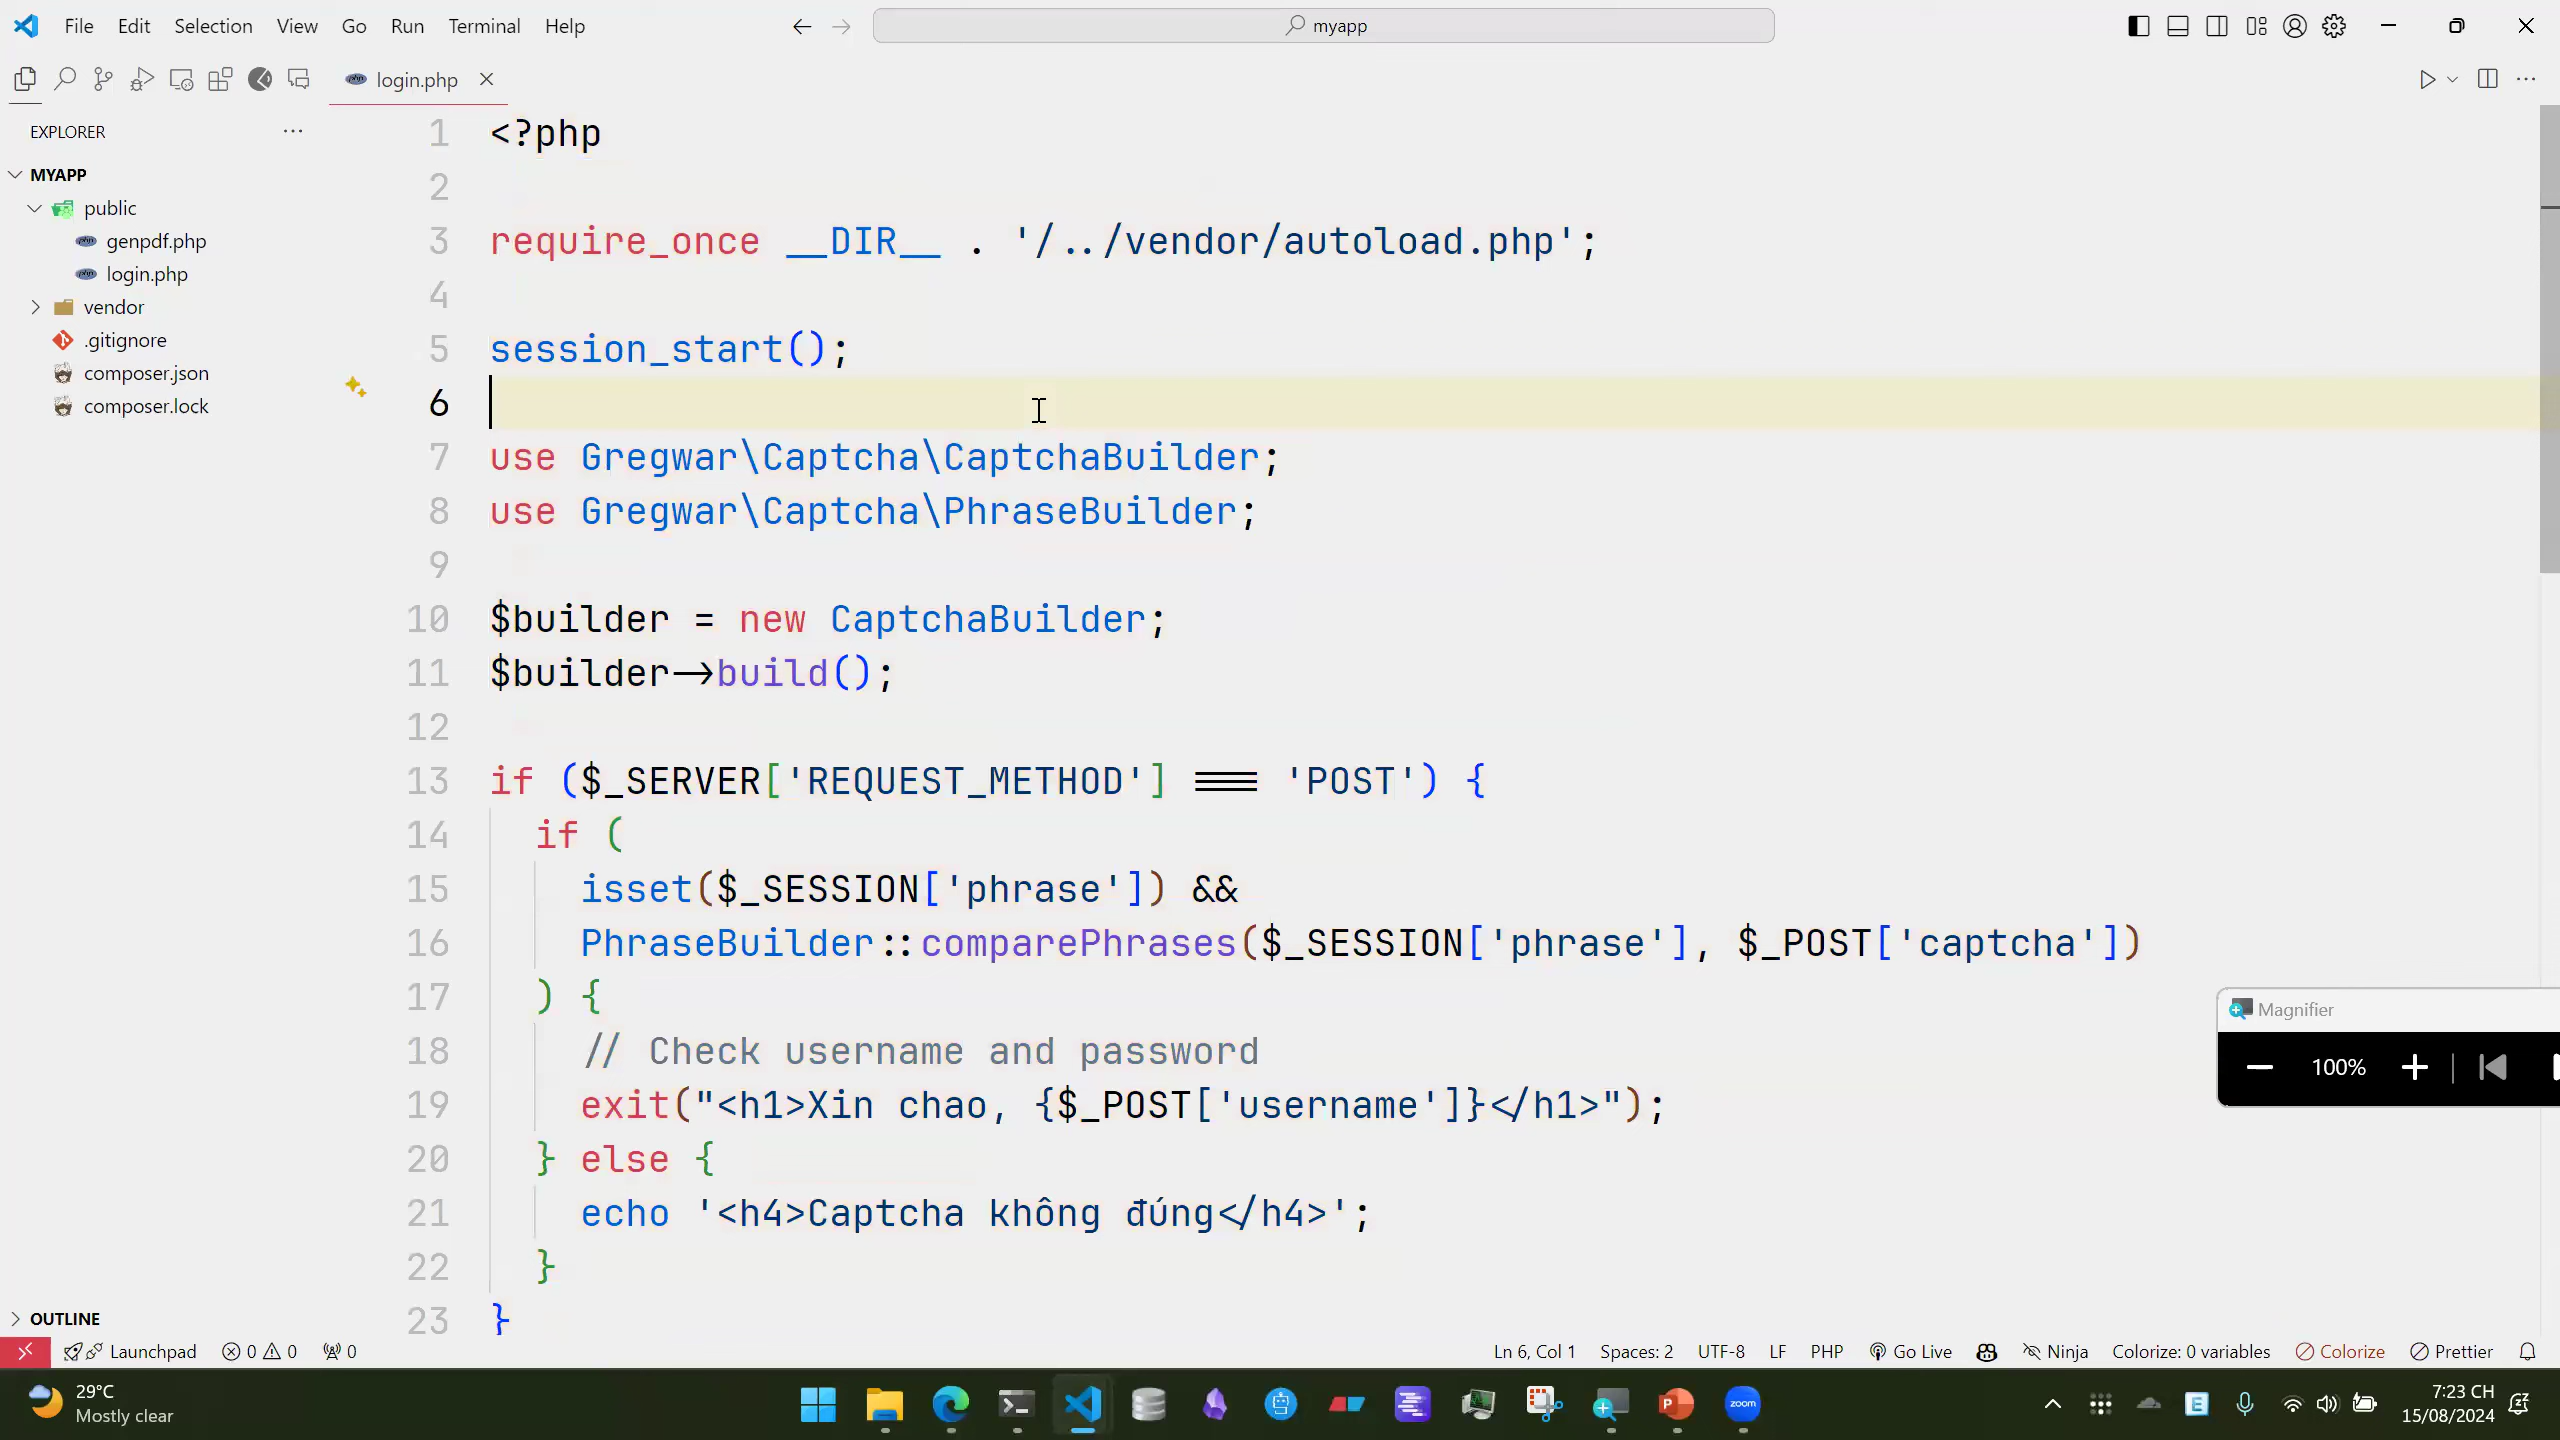 File Edit Selection View Go Run Terminal Help
myapp
login.php
EXPLORER
MYAPP
public
genpdf.php
login.php
vendor
.gitignore
composer.json
composer.lock
OUTLINE
1 <?php
2
3 require_once __DIR__ . '/../vendor/autoload.php';
4
5 session_start();
6
7 use Gregwar\Captcha\CaptchaBuilder;
8 use Gregwar\Captcha\PhraseBuilder;
9
10 $builder = new CaptchaBuilder;
11 $builder->build();
12
13 if ($_SERVER['REQUEST_METHOD'] === 'POST') {
14 if (
15 isset($_SESSION['phrase']) &&
16 PhraseBuilder::comparePhrases($_SESSION['phrase'], $_POST['captcha'])
17 ) {
18 // Check username and password
19 exit("<h1>Xin chao, {$_POST['username']}</h1>");
20 } else {
21 echo '<h4>Captcha không đúng</h4>';
22 }
23 }
Magnifier
100%
Launchpad 0 0 0
Ln 6, Col 1 Spaces: 2 UTF-8 LF PHP Go Live Ninja Colorize: 0 variables Colorize Prettier
29°C
Mostly clear
zoom
7:23 CH
15/08/2024